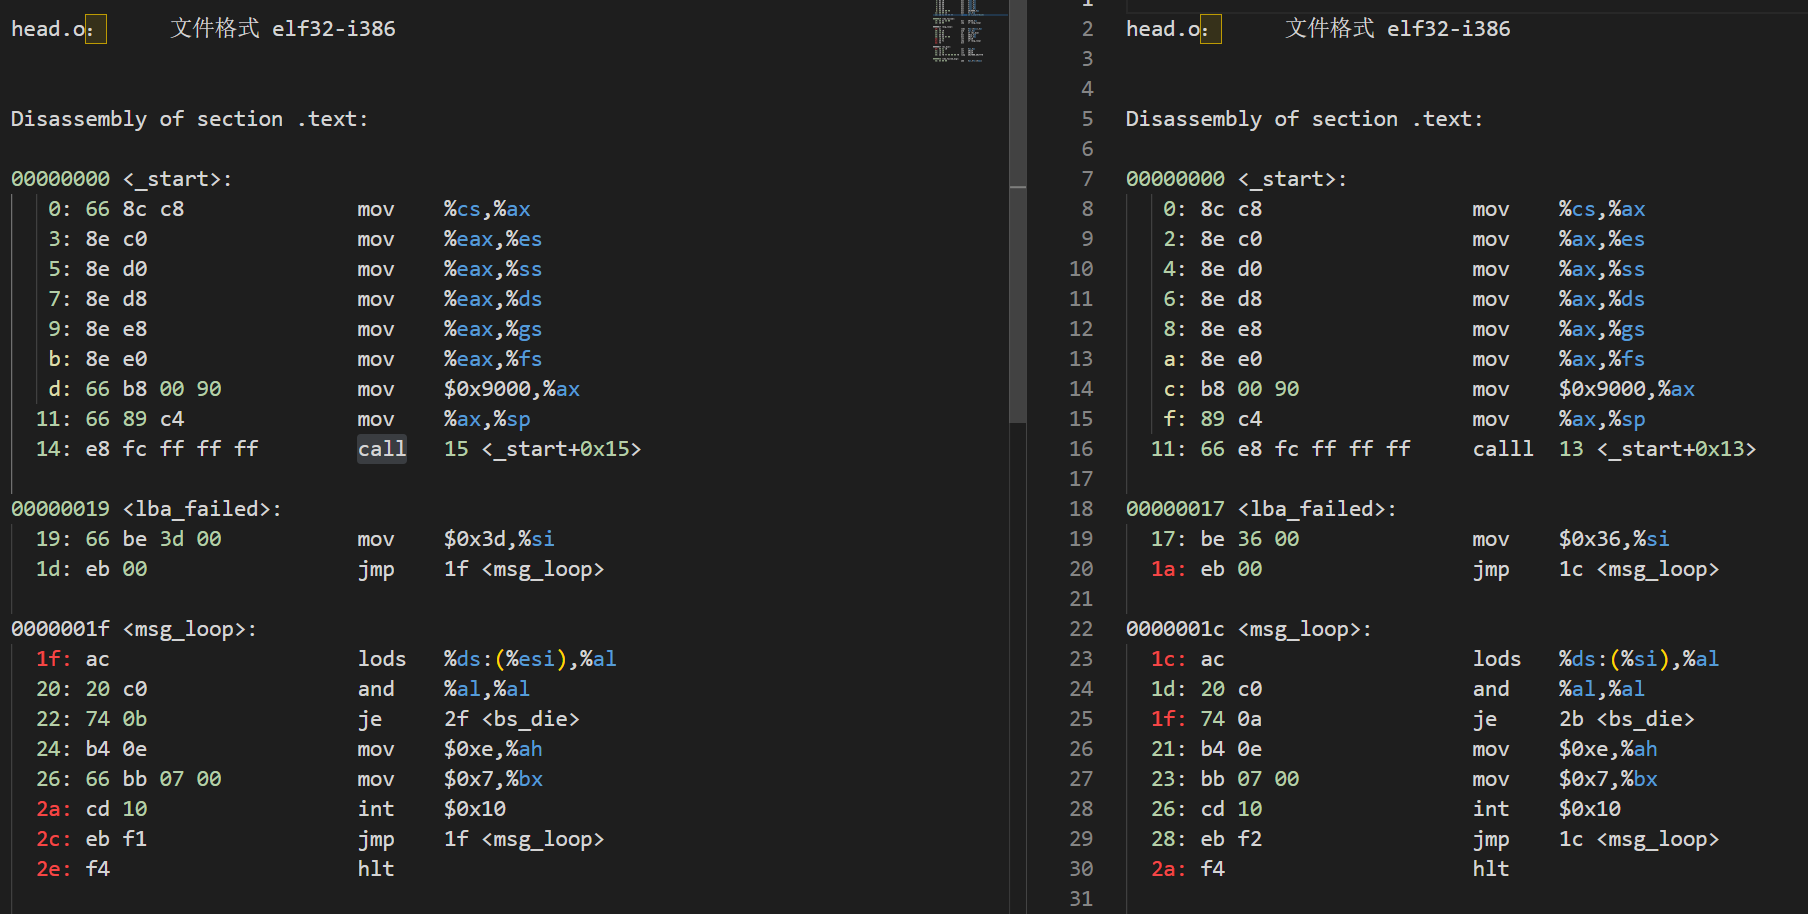 head.o：     文件格式 elf32-i386
Disassembly of section .text:
00000000 <_start>:
0: 66 8c c8 mov %cs,%ax
3: 8e c0 mov %eax,%es
5: 8e d0 mov %eax,%ss
7: 8e d8 mov %eax,%ds
9: 8e e8 mov %eax,%gs
b: 8e e0 mov %eax,%fs
d: 66 b8 00 90 mov $0x9000,%ax
11: 66 89 c4 mov %ax,%sp
14: e8 fc ff ff ff call 15 <_start+0x15>
00000019 <lba_failed>:
19: 66 be 3d 00 mov $0x3d,%si
1d: eb 00 jmp 1f <msg_loop>
0000001f <msg_loop>:
1f: ac lods %ds:(%esi),%al
20: 20 c0 and %al,%al
22: 74 0b je 2f <bs_die>
24: b4 0e mov $0xe,%ah
26: 66 bb 07 00 mov $0x7,%bx
2a: cd 10 int $0x10
2c: eb f1 jmp 1f <msg_loop>
2e: f4 hlt
1
2 head.o：     文件格式 elf32-i386
3
4
5 Disassembly of section .text:
6
7 00000000 <_start>:
8 0: 8c c8 mov %cs,%ax
9 2: 8e c0 mov %ax,%es
10 4: 8e d0 mov %ax,%ss
11 6: 8e d8 mov %ax,%ds
12 8: 8e e8 mov %ax,%gs
13 a: 8e e0 mov %ax,%fs
14 c: b8 00 90 mov $0x9000,%ax
15 f: 89 c4 mov %ax,%sp
16 11: 66 e8 fc ff ff ff calll 13 <_start+0x13>
17
18 00000017 <lba_failed>:
19 17: be 36 00 mov $0x36,%si
20 1a: eb 00 jmp 1c <msg_loop>
21
22 0000001c <msg_loop>:
23 1c: ac lods %ds:(%si),%al
24 1d: 20 c0 and %al,%al
25 1f: 74 0a je 2b <bs_die>
26 21: b4 0e mov $0xe,%ah
27 23: bb 07 00 mov $0x7,%bx
28 26: cd 10 int $0x10
29 28: eb f2 jmp 1c <msg_loop>
30 2a: f4 hlt
31